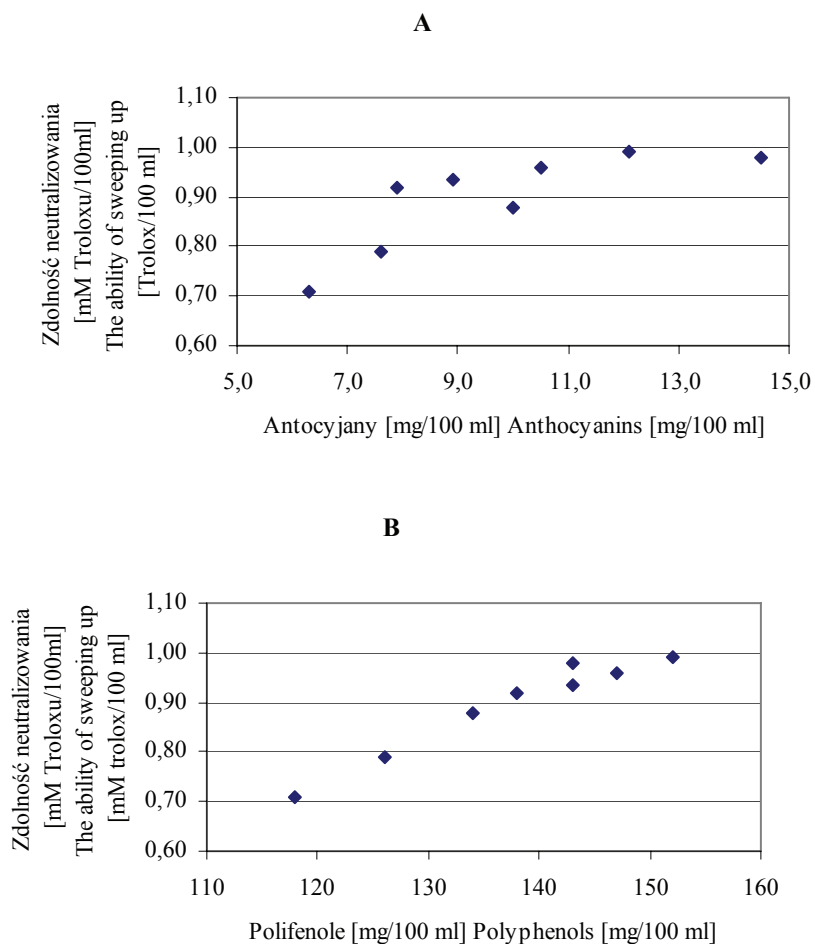 A
Zdolność neutralizowania
[mM Troloxu/100ml]
The ability of sweeping up
[Trolox/100 ml]
1,10
1,00
0,90
0,80
0,70
0,60
5,0 7,0 9,0 11,0 13,0 15,0
Antocyjany [mg/100 ml] Anthocyanins [mg/100 ml]
B
Zdolność neutralizowania
[mM Troloxu/100ml]
The ability of sweeping up
[mM trolox/100 ml]
1,10
1,00
0,90
0,80
0,70
0,60
110 120 130 140 150 160
Polifenole [mg/100 ml] Polyphenols [mg/100 ml]